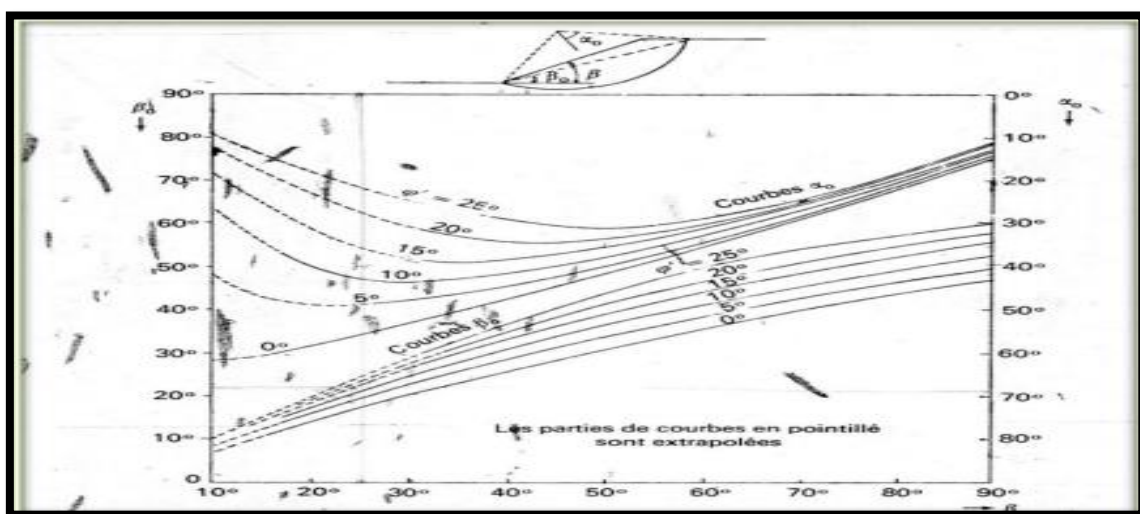 α₀
β₀ β
90° 0°
β₀ α₀
80° 10°
φ' = 25°
Courbes α₀
70° 20°
20°
60° 30°
15°
φ' = 25°
20°
50° 10° 15° 40°
10°
5° 5°
40° 0° 50°
Courbes β₀
0°
30° 60°
20° 70°
Les parties de courbes en pointillé
10° 80°
sont extrapolées
0
10° 20° 30° 40° 50° 60° 70° 80° 90°
β